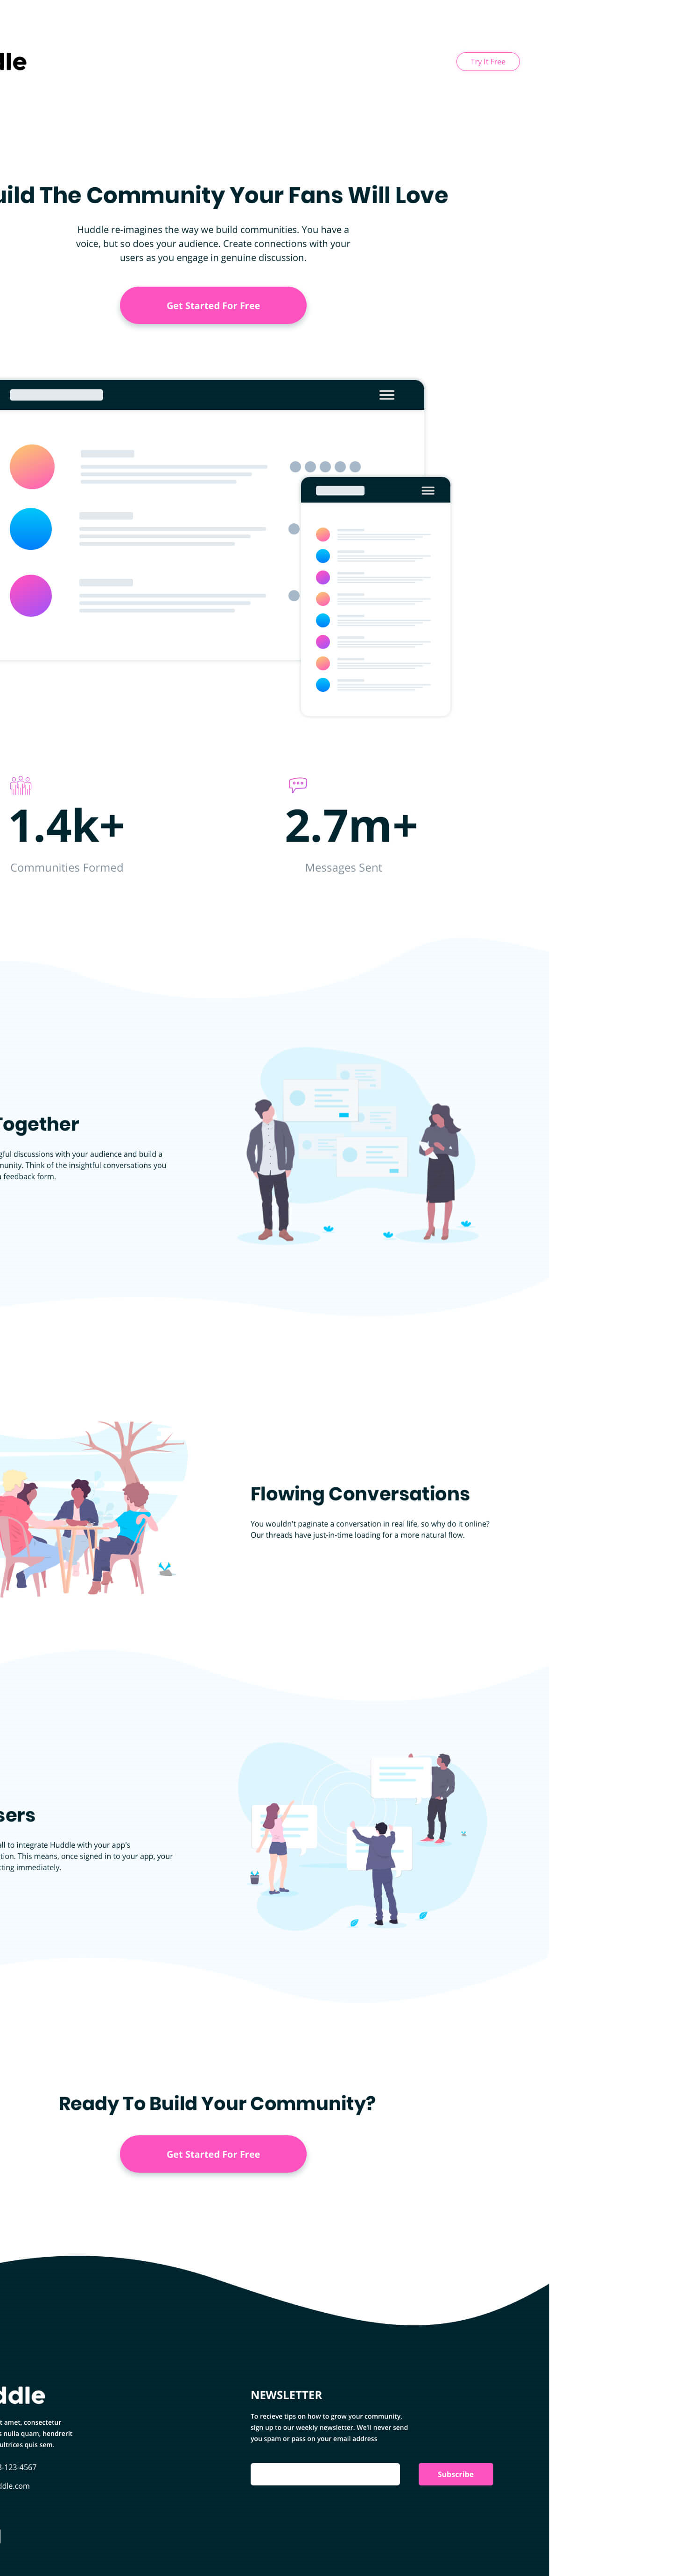 dle
Try It Free
uild The Community Your Fans Will Love
Huddle re-imagines the way we build communities. You have a
voice, but so does your audience. Create connections with your
users as you engage in genuine discussion.
Get Started For Free
1.4k+
Communities Formed
2.7m+
Messages Sent
Together
gful discussions with your audience and build a
munity. Think of the insightful conversations you
feedback form.
Flowing Conversations
You wouldn't paginate a conversation in real life, so why do it online?
Our threads have just-in-time loading for a more natural flow.
sers
all to integrate Huddle with your app's
tion. This means, once signed in to your app, your
ting immediately.
Ready To Build Your Community?
Get Started For Free
ddle
t amet, consectetur
s nulla quam, hendrerit
ultrices quis sem.
3-123-4567
ddle.com
NEWSLETTER
To recieve tips on how to grow your community,
sign up to our weekly newsletter. We'll never send
you spam or pass on your email address
Subscribe